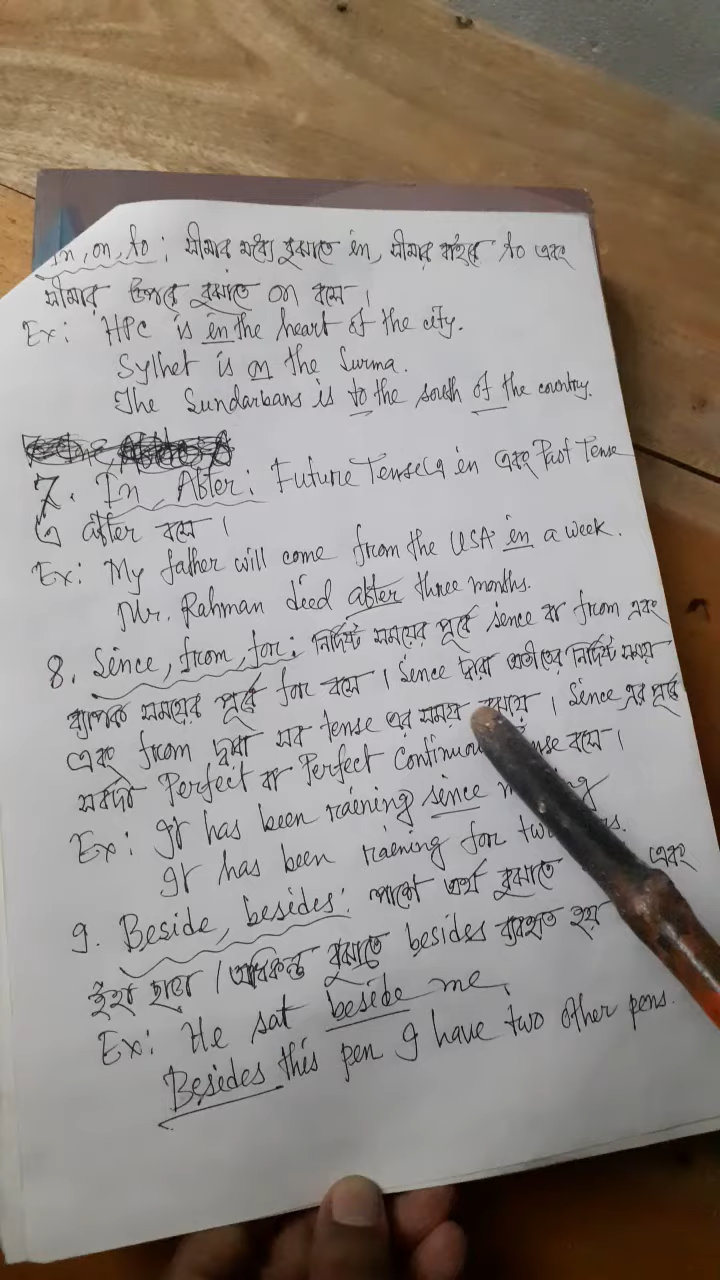 In, on, to: সীমার মধ্যে বুঝাতে in, সীমার বাইরে to এবং
সীমার উপরে বুঝাতে on বসে।
Ex: HPC is in the heart of the city.
Sylhet is on the Surma.
The Sundarbans is to the south of the country.
7. In, After: Future Tense এ in এবং Past Tense
এ after বসে।
Ex: My father will come from the USA in a week.
Mr. Rahman died after three months.
8. Since, from, for: নির্দিষ্ট সময়ের পূর্বে sence বা from এবং
ব্যাপক সময়ের পূর্বে for বসে। Sence দ্বারা অতীতের নির্দিষ্ট সময়
এবং from দ্বারা সব tense এর সময় বুঝায়। Since এর পূর্বে
সর্বদা Perfect বা Perfect Continuou
Ex: It has been raining since
It has been raining for
9. Beside, besides: পাশে অর্থ বুঝাতে এবং
ইহা ছাড়া / অধিকন্তু বুঝাতে besides ব্যবহৃত হয়
Ex: He sat beside me.
Besides this pen I have two other pens.